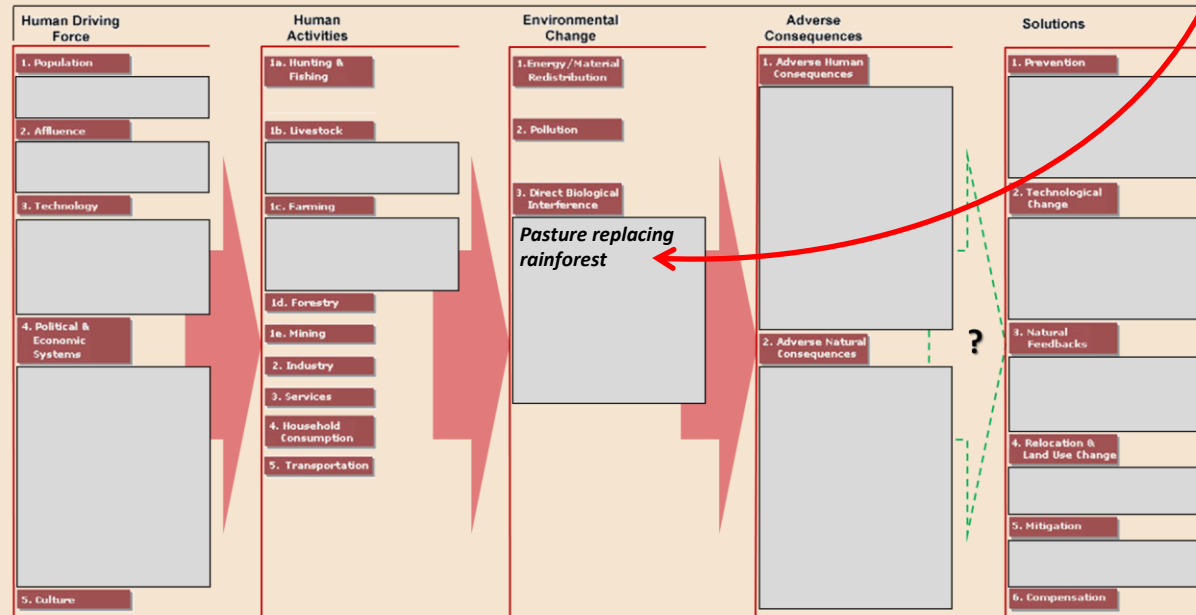 Human Driving
Force
1. Population
2. Affluence
3. Technology
4. Political &
Economic
Systems
5. Culture
Human
Activities
1a. Hunting &
Fishing
1b. Livestock
1c. Farming
1d. Forestry
1e. Mining
2. Industry
3. Services
4. Household
Consumption
5. Transportation
Environmental
Change
1.Energy/Material
Redistribution
2. Pollution
3. Direct Biological
Interference
Pasture replacing
rainforest
Adverse
Consequences
1. Adverse Human
Consequences
2. Adverse Natural
Consequences
?
Solutions
1. Prevention
2. Technological
Change
3. Natural
Feedbacks
4. Relocation &
Land Use Change
5. Mitigation
6. Compensation